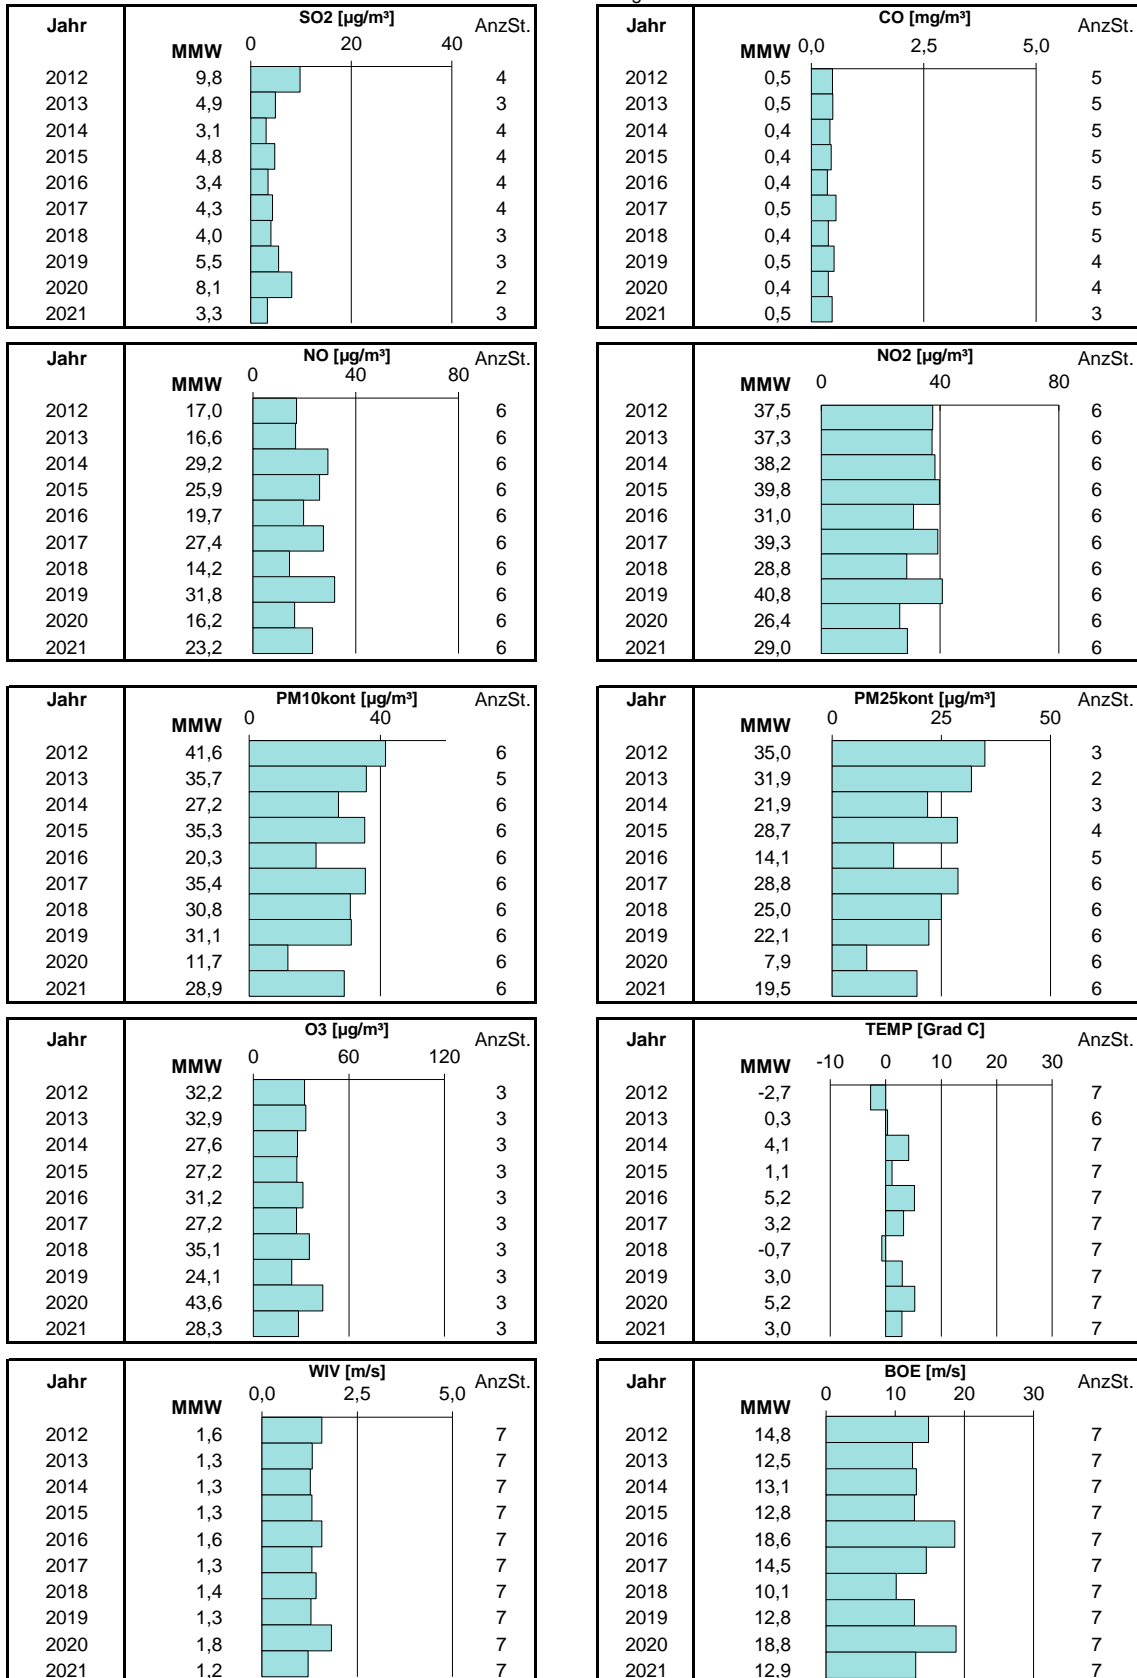 Jahr SO2 [µg/m³] AnzSt.
MMW 0 20 40
2012 9,8 4
2013 4,9 3
2014 3,1 4
2015 4,8 4
2016 3,4 4
2017 4,3 4
2018 4,0 3
2019 5,5 3
2020 8,1 2
2021 3,3 3
Jahr CO [mg/m³] AnzSt.
MMW 0,0 2,5 5,0
2012 0,5 5
2013 0,5 5
2014 0,4 5
2015 0,4 5
2016 0,4 5
2017 0,5 5
2018 0,4 5
2019 0,5 4
2020 0,4 4
2021 0,5 3
Jahr NO [µg/m³] AnzSt.
MMW 0 40 80
2012 17,0 6
2013 16,6 6
2014 29,2 6
2015 25,9 6
2016 19,7 6
2017 27,4 6
2018 14,2 6
2019 31,8 6
2020 16,2 6
2021 23,2 6
Jahr NO2 [µg/m³] AnzSt.
MMW 0 40 80
2012 37,5 6
2013 37,3 6
2014 38,2 6
2015 39,8 6
2016 31,0 6
2017 39,3 6
2018 28,8 6
2019 40,8 6
2020 26,4 6
2021 29,0 6
Jahr PM10kont [µg/m³] AnzSt.
MMW 0 40
2012 41,6 6
2013 35,7 5
2014 27,2 6
2015 35,3 6
2016 20,3 6
2017 35,4 6
2018 30,8 6
2019 31,1 6
2020 11,7 6
2021 28,9 6
Jahr PM25kont [µg/m³] AnzSt.
MMW 0 25 50
2012 35,0 3
2013 31,9 2
2014 21,9 3
2015 28,7 4
2016 14,1 5
2017 28,8 6
2018 25,0 6
2019 22,1 6
2020 7,9 6
2021 19,5 6
Jahr O3 [µg/m³] AnzSt.
MMW 0 60 120
2012 32,2 3
2013 32,9 3
2014 27,6 3
2015 27,2 3
2016 31,2 3
2017 27,2 3
2018 35,1 3
2019 24,1 3
2020 43,6 3
2021 28,3 3
Jahr TEMP [Grad C] AnzSt.
MMW -10 0 10 20 30
2012 -2,7 7
2013 0,3 6
2014 4,1 7
2015 1,1 7
2016 5,2 7
2017 3,2 7
2018 -0,7 7
2019 3,0 7
2020 5,2 7
2021 3,0 7
Jahr WIV [m/s] AnzSt.
MMW 0,0 2,5 5,0
2012 1,6 7
2013 1,3 7
2014 1,3 7
2015 1,3 7
2016 1,6 7
2017 1,3 7
2018 1,4 7
2019 1,3 7
2020 1,8 7
2021 1,2 7
Jahr BOE [m/s] AnzSt.
MMW 0 10 20 30
2012 14,8 7
2013 12,5 7
2014 13,1 7
2015 12,8 7
2016 18,6 7
2017 14,5 7
2018 10,1 7
2019 12,8 7
2020 18,8 7
2021 12,9 7